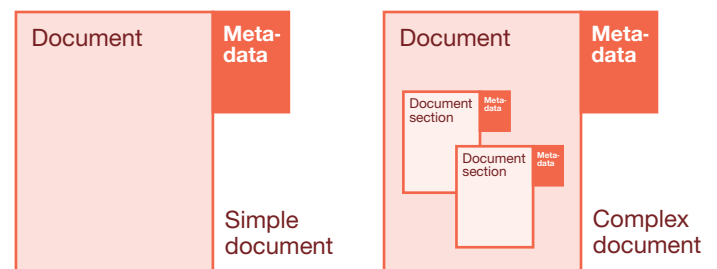 Document
Meta-
data
Simple
document
Document
Meta-
data
Document
section
Meta-
data
Document
section
Meta-
data
Complex
document